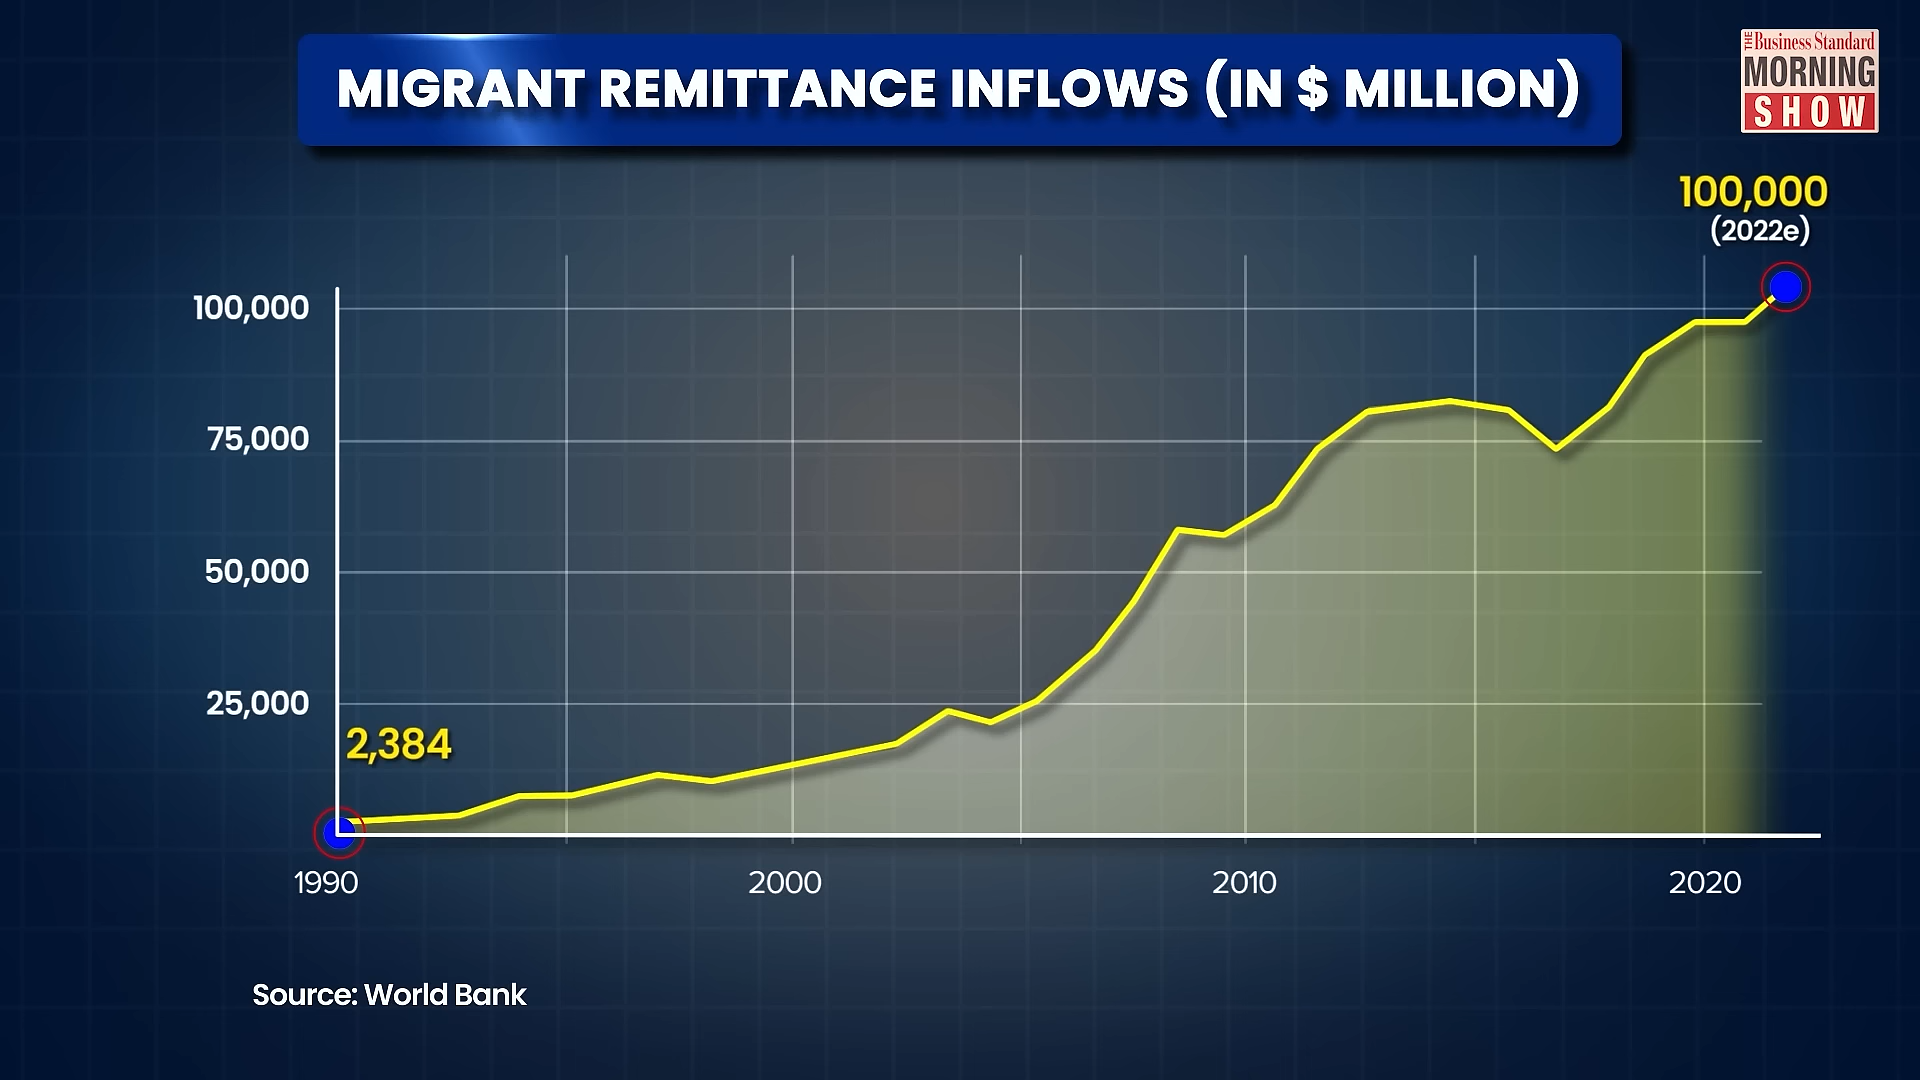 MIGRANT REMITTANCE INFLOWS (IN $ MILLION)
THE Business Standard
MORNING
SHOW
100,000
(2022e)
100,000
75,000
50,000
25,000
2,384
1990 2000 2010 2020
Source: World Bank